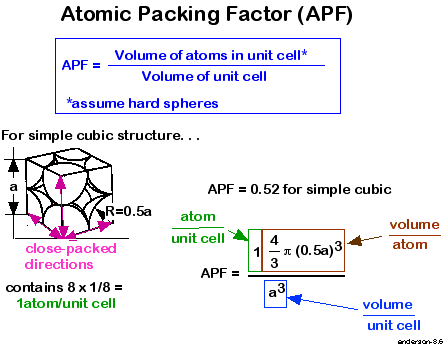 Atomic Packing Factor (APF)
APF = Volume of atoms in unit cell*
Volume of unit cell
*assume hard spheres
For simple cubic structure. . .
a
R=0.5a
close-packed
directions
contains 8 x 1/8 =
1atom/unit cell
APF = 0.52 for simple cubic
atom
unit cell
volume
atom
APF = 1 4/3 π (0.5a)³
a³
volume
unit cell
anderson-8.6